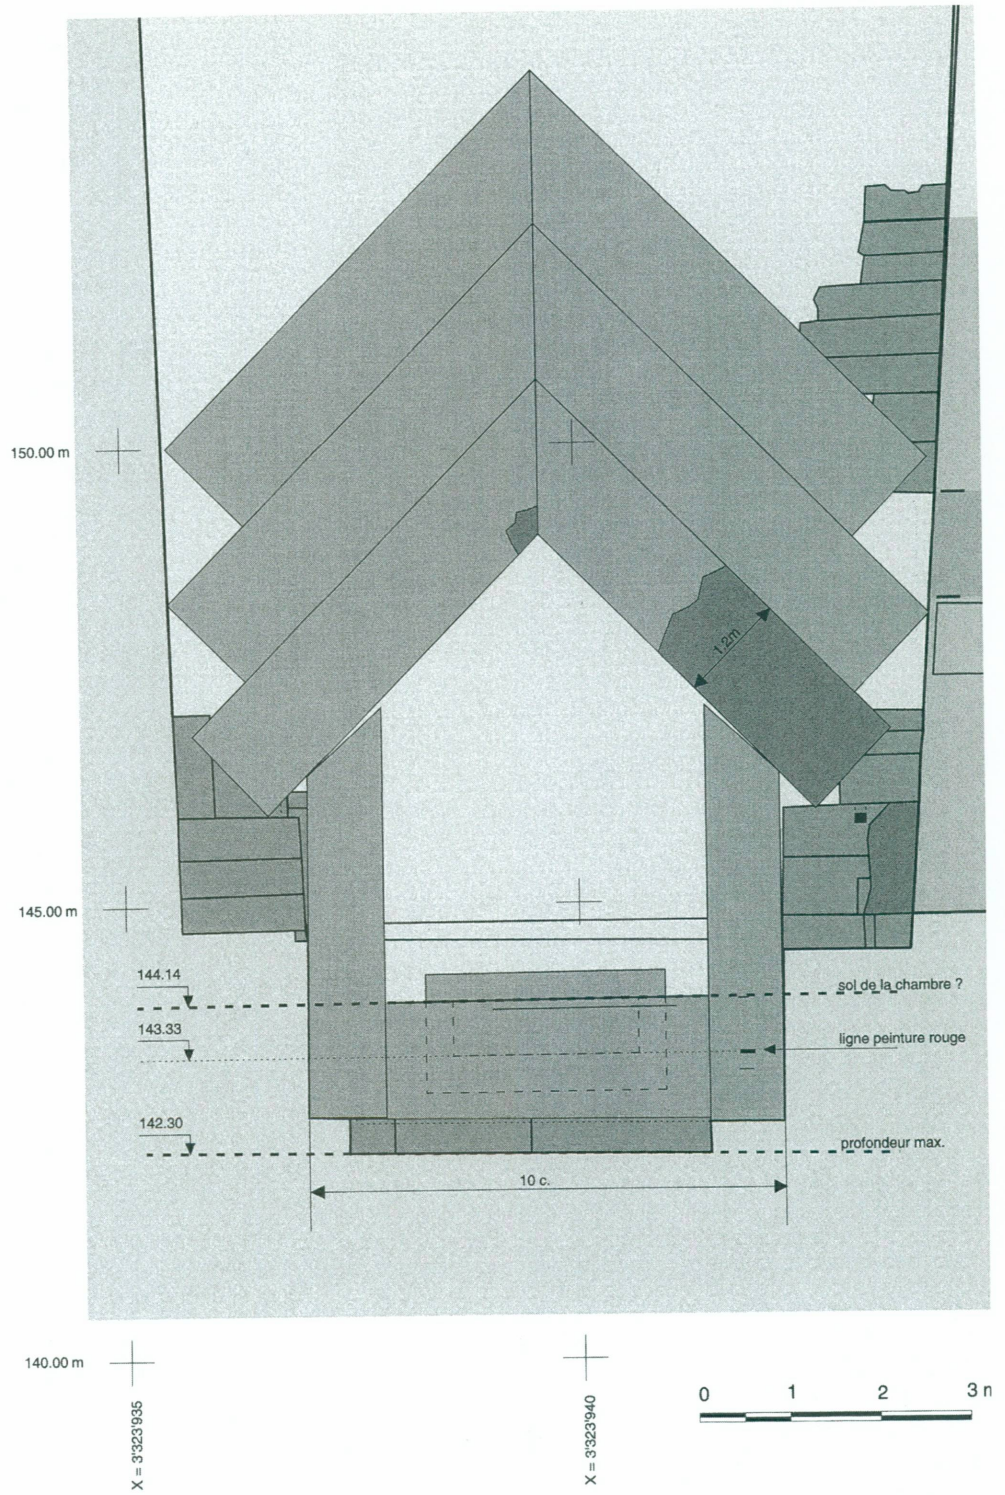 150.00 m
1.2m
145.00 m
144.14
sol de la chambre ?
143.33
ligne peinture rouge
142.30
profondeur max.
10 c.
140.00 m
0 1 2 3 m
X = 3'323'935
X = 3'323'940